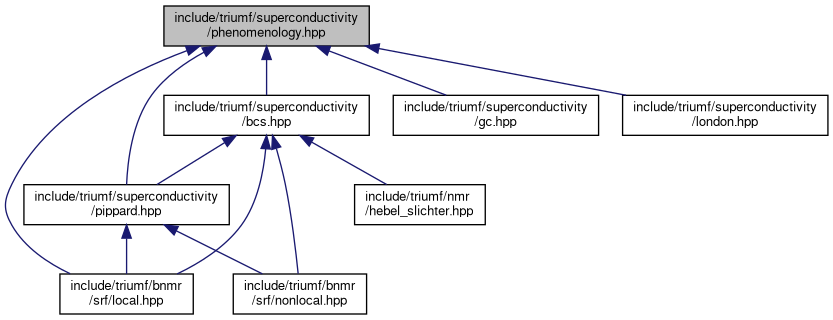 include/triumf/superconductivity
/phenomenology.hpp
include/triumf/superconductivity
/bcs.hpp
include/triumf/superconductivity
/gc.hpp
include/triumf/superconductivity
/london.hpp
include/triumf/superconductivity
/pippard.hpp
include/triumf/nmr
/hebel_slichter.hpp
include/triumf/bnmr
/srf/local.hpp
include/triumf/bnmr
/srf/nonlocal.hpp